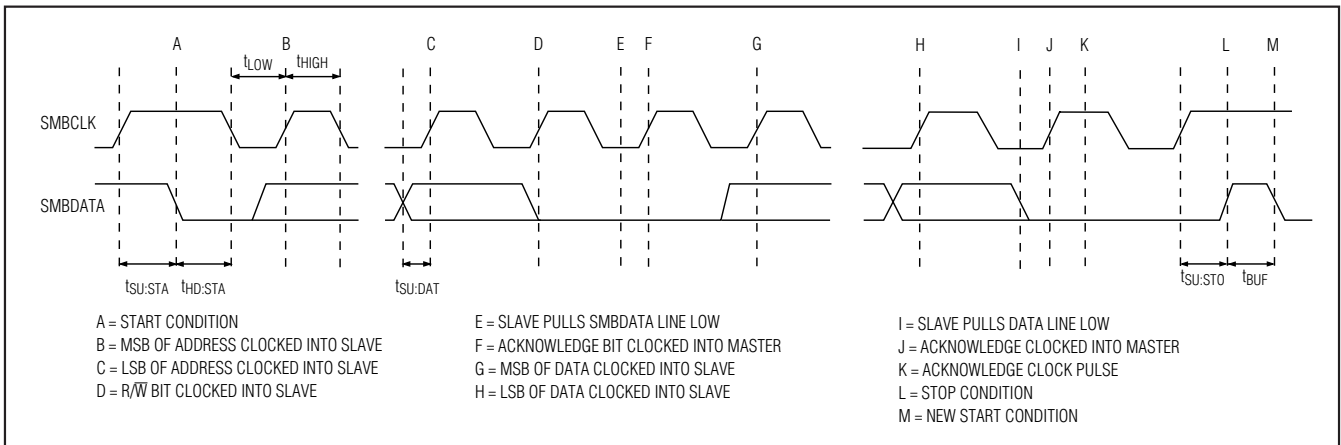 A B C D E F G H I J K L M
tLOW tHIGH
SMBCLK
SMBDATA
tSU:STA tHD:STA tSU:DAT tSU:STO tBUF
A = START CONDITION
B = MSB OF ADDRESS CLOCKED INTO SLAVE
C = LSB OF ADDRESS CLOCKED INTO SLAVE
D = R/W̅ BIT CLOCKED INTO SLAVE
E = SLAVE PULLS SMBDATA LINE LOW
F = ACKNOWLEDGE BIT CLOCKED INTO MASTER
G = MSB OF DATA CLOCKED INTO SLAVE
H = LSB OF DATA CLOCKED INTO SLAVE
I = SLAVE PULLS DATA LINE LOW
J = ACKNOWLEDGE CLOCKED INTO MASTER
K = ACKNOWLEDGE CLOCK PULSE
L = STOP CONDITION
M = NEW START CONDITION